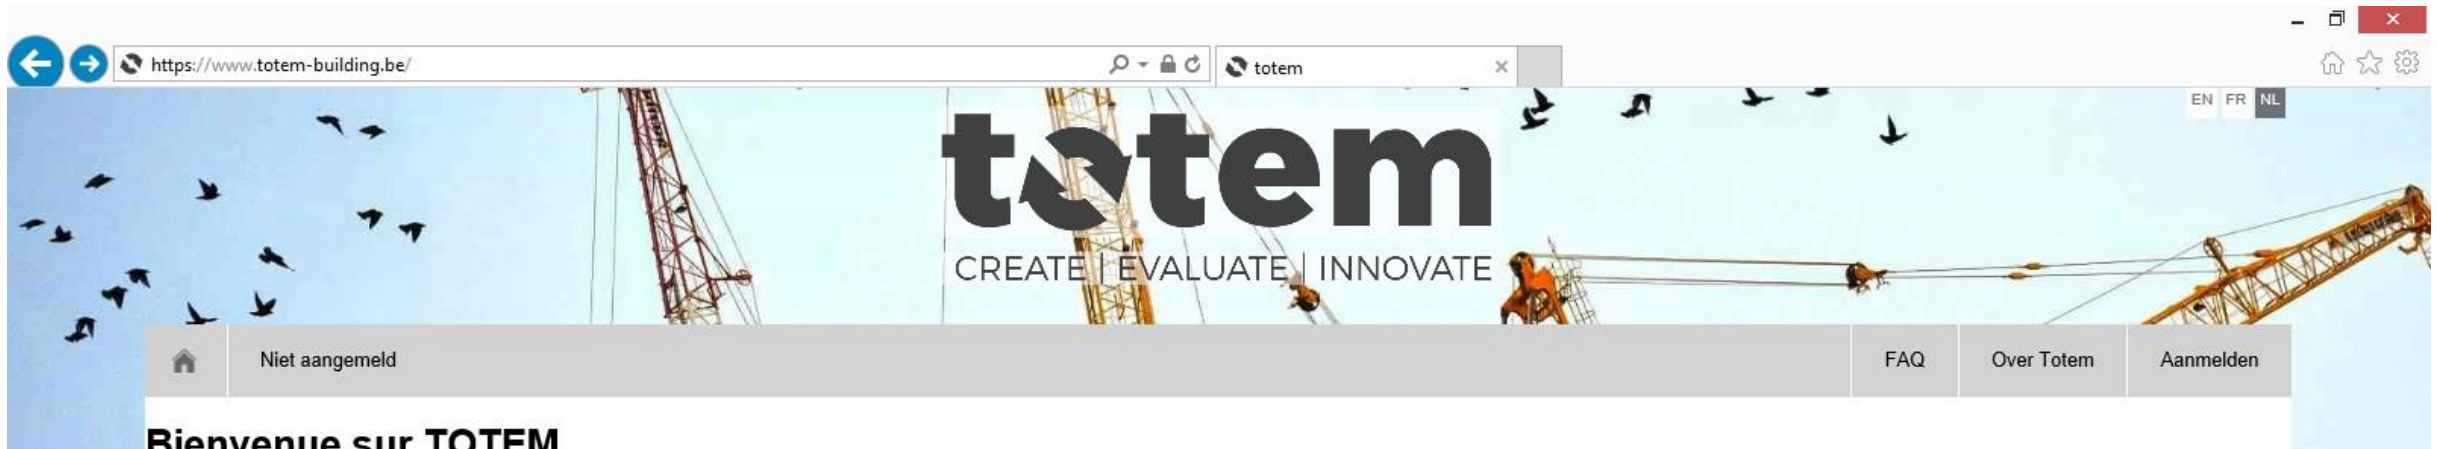 https://www.totem-building.be/
totem
EN FR NL
totem
CREATE | EVALUATE | INNOVATE
Niet aangemeld
FAQ
Over Totem
Aanmelden
Bienvenue sur TOTEM